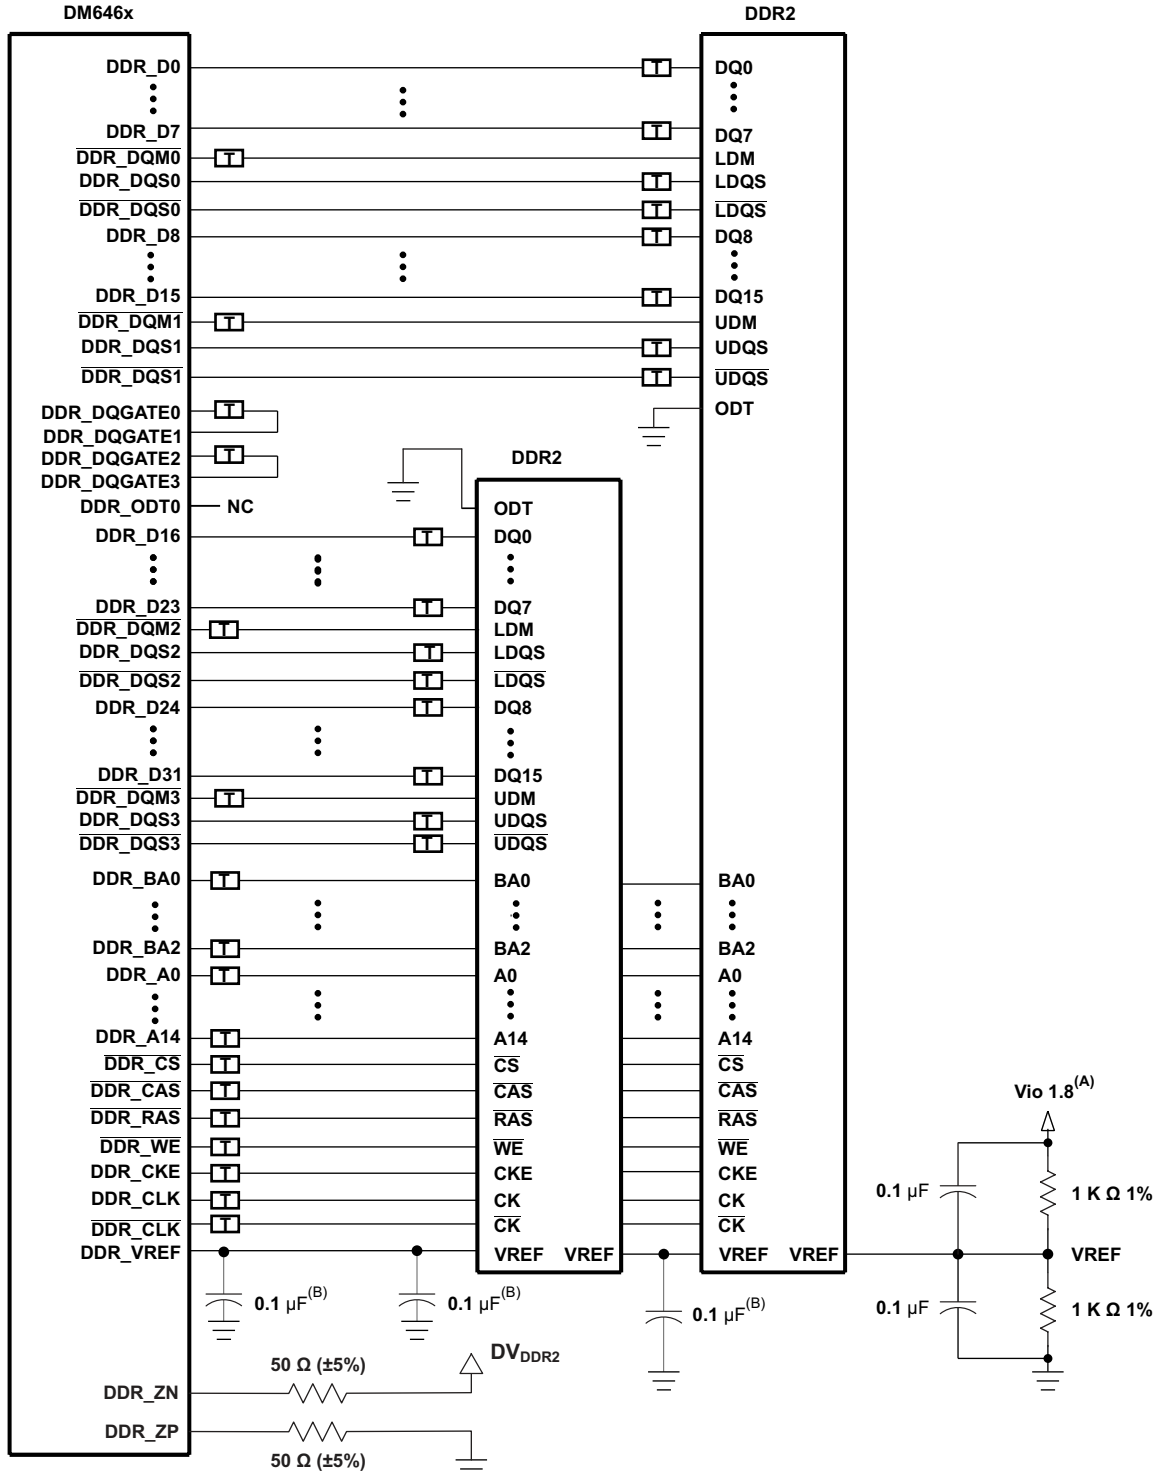 DM646x
DDR2
DDR_D0 T DQ0
DDR_D7 T DQ7
DDR_DQM0 T LDM
DDR_DQS0 T LDQS
DDR_DQS0 T LDQS
DDR_D8 T DQ8
DDR_D15 T DQ15
DDR_DQM1 T UDM
DDR_DQS1 T UDQS
DDR_DQS1 T UDQS
ODT
DDR_DQGATE0 T
DDR_DQGATE1
DDR_DQGATE2 T
DDR_DQGATE3
DDR2
DDR_ODT0 NC
ODT
DDR_D16 T DQ0
DDR_D23 T DQ7
DDR_DQM2 T LDM
DDR_DQS2 T LDQS
DDR_DQS2 T LDQS
DDR_D24 T DQ8
DDR_D31 T DQ15
DDR_DQM3 T UDM
DDR_DQS3 T UDQS
DDR_DQS3 T UDQS
DDR_BA0 T BA0 BA0
DDR_BA2 T BA2 BA2
DDR_A0 T A0 A0
DDR_A14 T A14 A14
DDR_CS T CS CS
DDR_CAS T CAS CAS
DDR_RAS T RAS RAS
DDR_WE T WE WE
DDR_CKE T CKE CKE
DDR_CLK T CK CK
DDR_CLK T CK CK
DDR_VREF VREF VREF VREF VREF
Vio 1.8(A)
0.1 µF 1 K Ω 1%
VREF
0.1 µF 1 K Ω 1%
0.1 µF(B) 0.1 µF(B) 0.1 µF(B)
50 Ω (±5%)
DVDDR2
DDR_ZN
DDR_ZP
50 Ω (±5%)